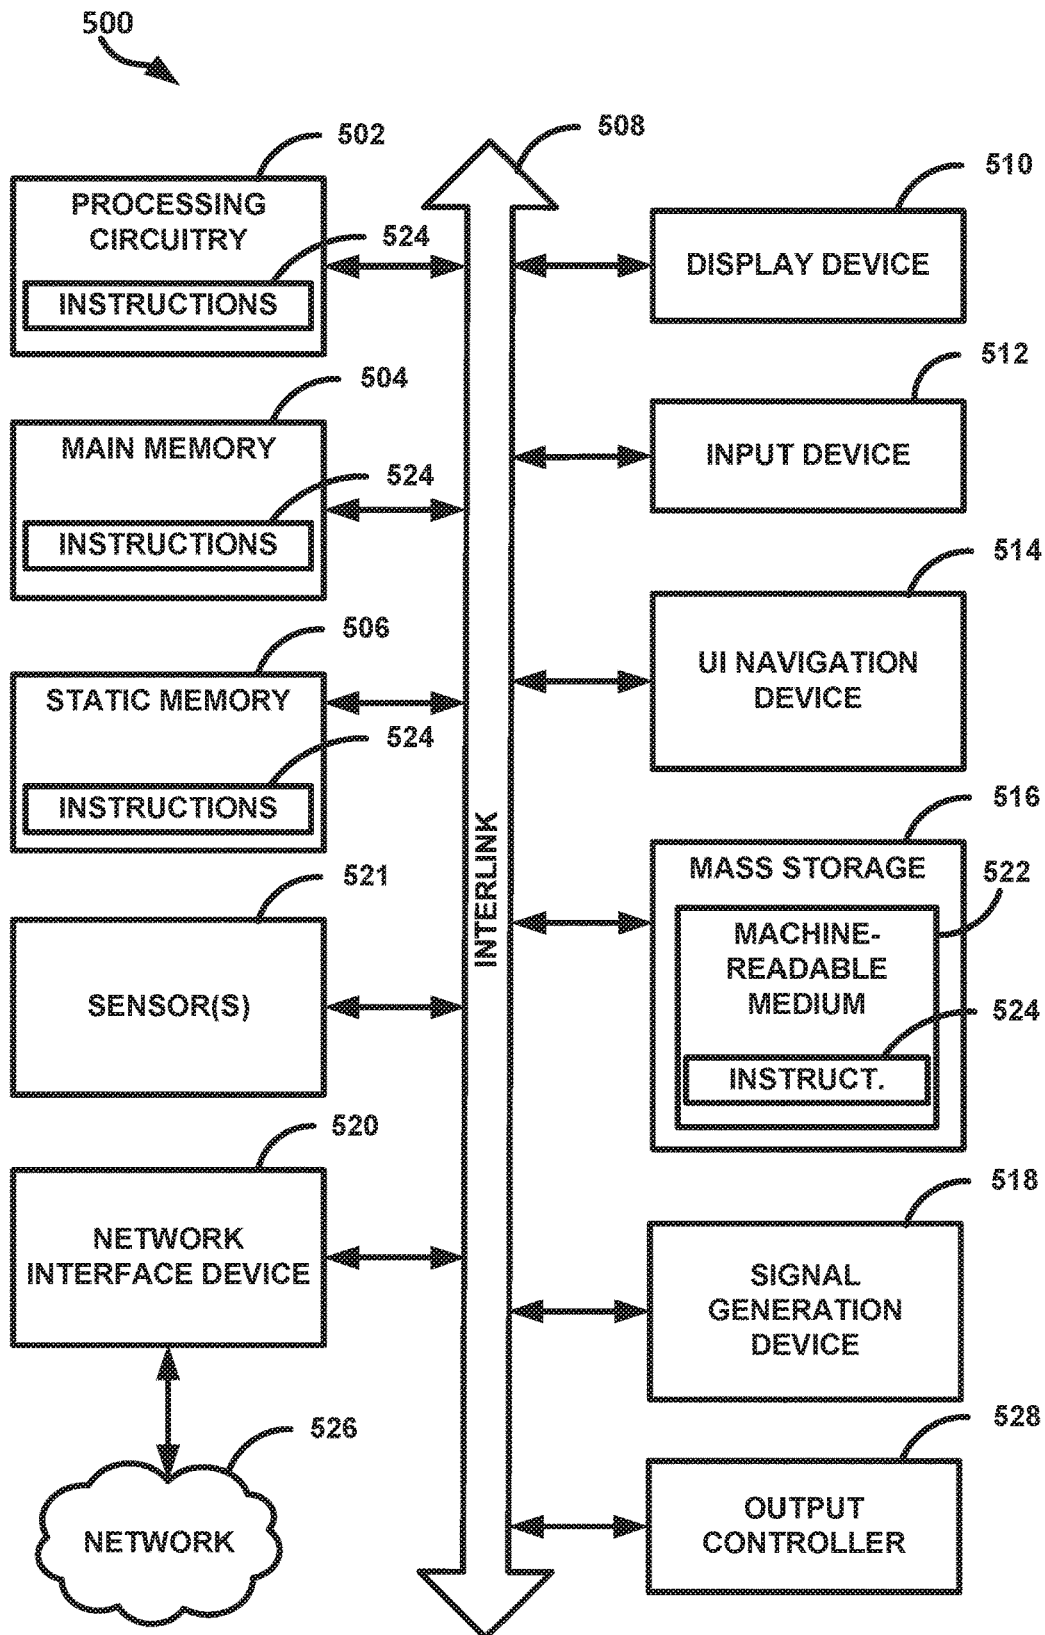 500
502
PROCESSING
CIRCUITRY
524
INSTRUCTIONS
504
MAIN MEMORY
524
INSTRUCTIONS
506
STATIC MEMORY
524
INSTRUCTIONS
521
SENSOR(S)
520
NETWORK
INTERFACE DEVICE
526
NETWORK
508
INTERLINK
510
DISPLAY DEVICE
512
INPUT DEVICE
514
UI NAVIGATION
DEVICE
516
MASS STORAGE
522
MACHINE-
READABLE
MEDIUM
524
INSTRUCT.
518
SIGNAL
GENERATION
DEVICE
528
OUTPUT
CONTROLLER